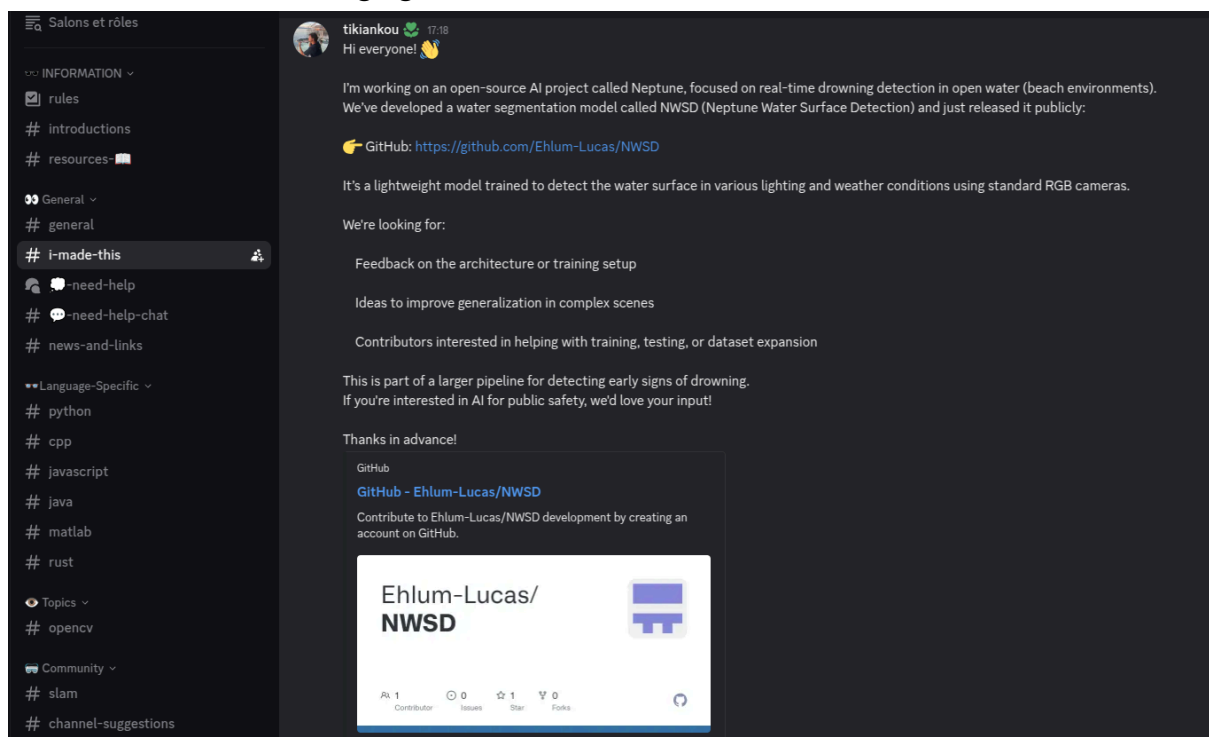 Salons et rôles
INFORMATION
rules
# introductions
# resources-📖
👀 General
# general
# i-made-this
💭-need-help
# 💬-need-help-chat
# news-and-links
🕶Language-Specific
# python
# cpp
# javascript
# java
# matlab
# rust
👁 Topics
# opencv
🥽 Community
# slam
# channel-suggestions
tikiankou 17:18
Hi everyone! 👋
I'm working on an open-source AI project called Neptune, focused on real-time drowning detection in open water (beach environments).
We've developed a water segmentation model called NWSD (Neptune Water Surface Detection) and just released it publicly:
👉 GitHub: https://github.com/Ehlum-Lucas/NWSD
It's a lightweight model trained to detect the water surface in various lighting and weather conditions using standard RGB cameras.
We're looking for:
Feedback on the architecture or training setup
Ideas to improve generalization in complex scenes
Contributors interested in helping with training, testing, or dataset expansion
This is part of a larger pipeline for detecting early signs of drowning.
If you're interested in AI for public safety, we'd love your input!
Thanks in advance!
GitHub
GitHub - Ehlum-Lucas/NWSD
Contribute to Ehlum-Lucas/NWSD development by creating an
account on GitHub.
Ehlum-Lucas/
NWSD
1 0 1 0
Contributor Issues Star Forks